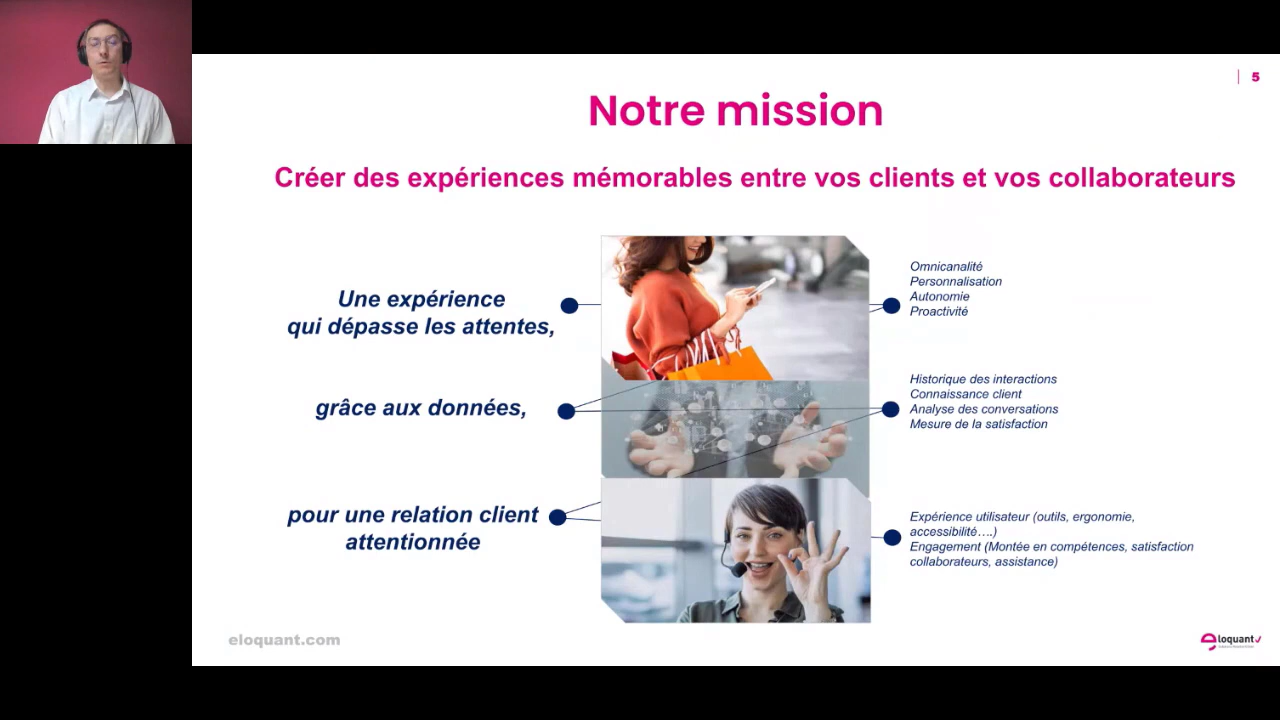 5
Notre mission
Créer des expériences mémorables entre vos clients et vos collaborateurs
Une expérience
qui dépasse les attentes,
Omnicanalité
Personnalisation
Autonomie
Proactivité
grâce aux données,
Historique des interactions
Connaissance client
Analyse des conversations
Mesure de la satisfaction
pour une relation client
attentionnée
Expérience utilisateur (outils, ergonomie,
accessibilité….)
Engagement (Montée en compétences, satisfaction
collaborateurs, assistance)
eloquant.com
eloquant